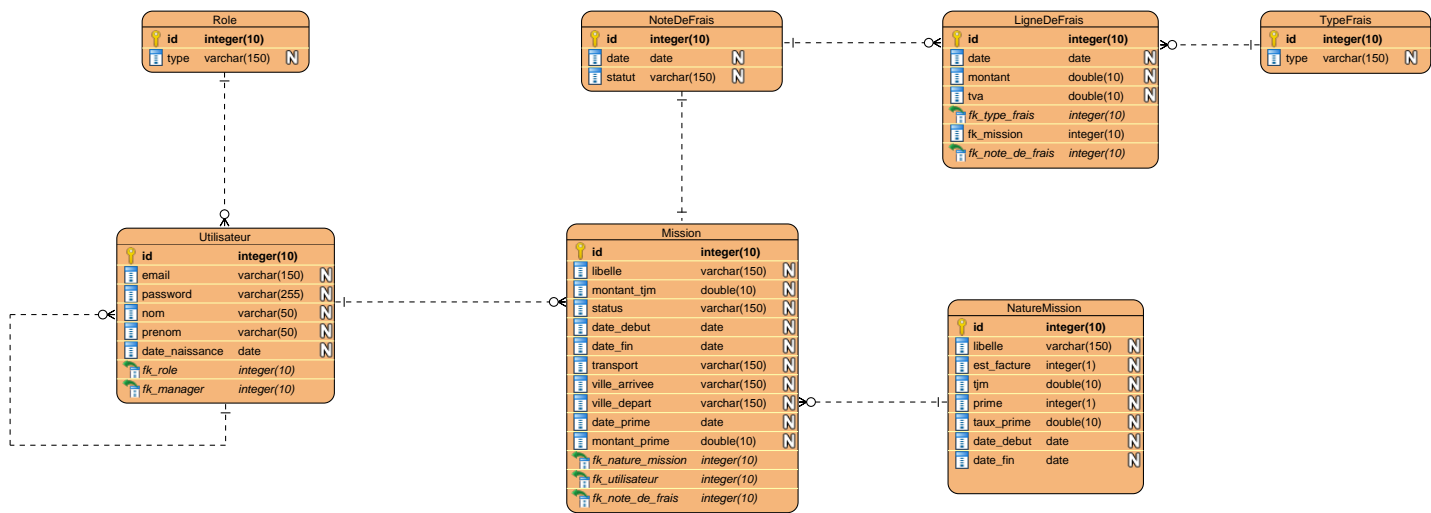 Role
id integer(10)
type varchar(150) N
NoteDeFrais
id integer(10)
date date N
statut varchar(150) N
LigneDeFrais
id integer(10)
date date N
montant double(10) N
tva double(10) N
fk_type_frais integer(10)
fk_mission integer(10)
fk_note_de_frais integer(10)
TypeFrais
id integer(10)
type varchar(150) N
Utilisateur
id integer(10)
email varchar(150) N
password varchar(255) N
nom varchar(50) N
prenom varchar(50) N
date_naissance date N
fk_role integer(10)
fk_manager integer(10)
Mission
id integer(10)
libelle varchar(150) N
montant_tjm double(10) N
status varchar(150) N
date_debut date N
date_fin date N
transport varchar(150) N
ville_arrivee varchar(150) N
ville_depart varchar(150) N
date_prime date N
montant_prime double(10) N
fk_nature_mission integer(10)
fk_utilisateur integer(10)
fk_note_de_frais integer(10)
NatureMission
id integer(10)
libelle varchar(150) N
est_facture integer(1) N
tjm double(10) N
prime integer(1) N
taux_prime double(10) N
date_debut date N
date_fin date N